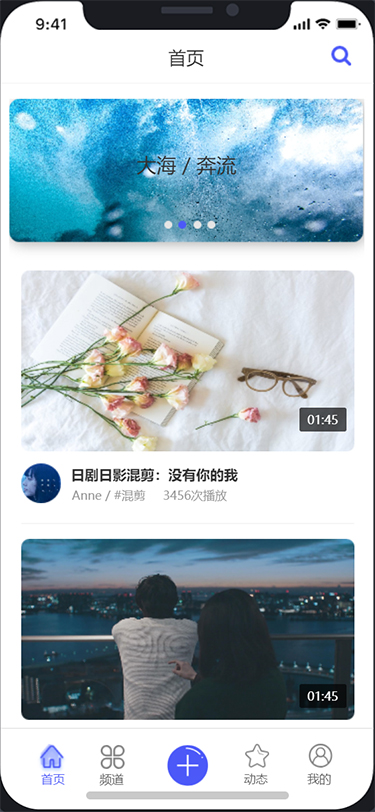 9:41
首页
大海 / 奔流
01:45
日剧日影混剪：没有你的我
Anne / #混剪 3456次播放
01:45
首页 频道 动态 我的